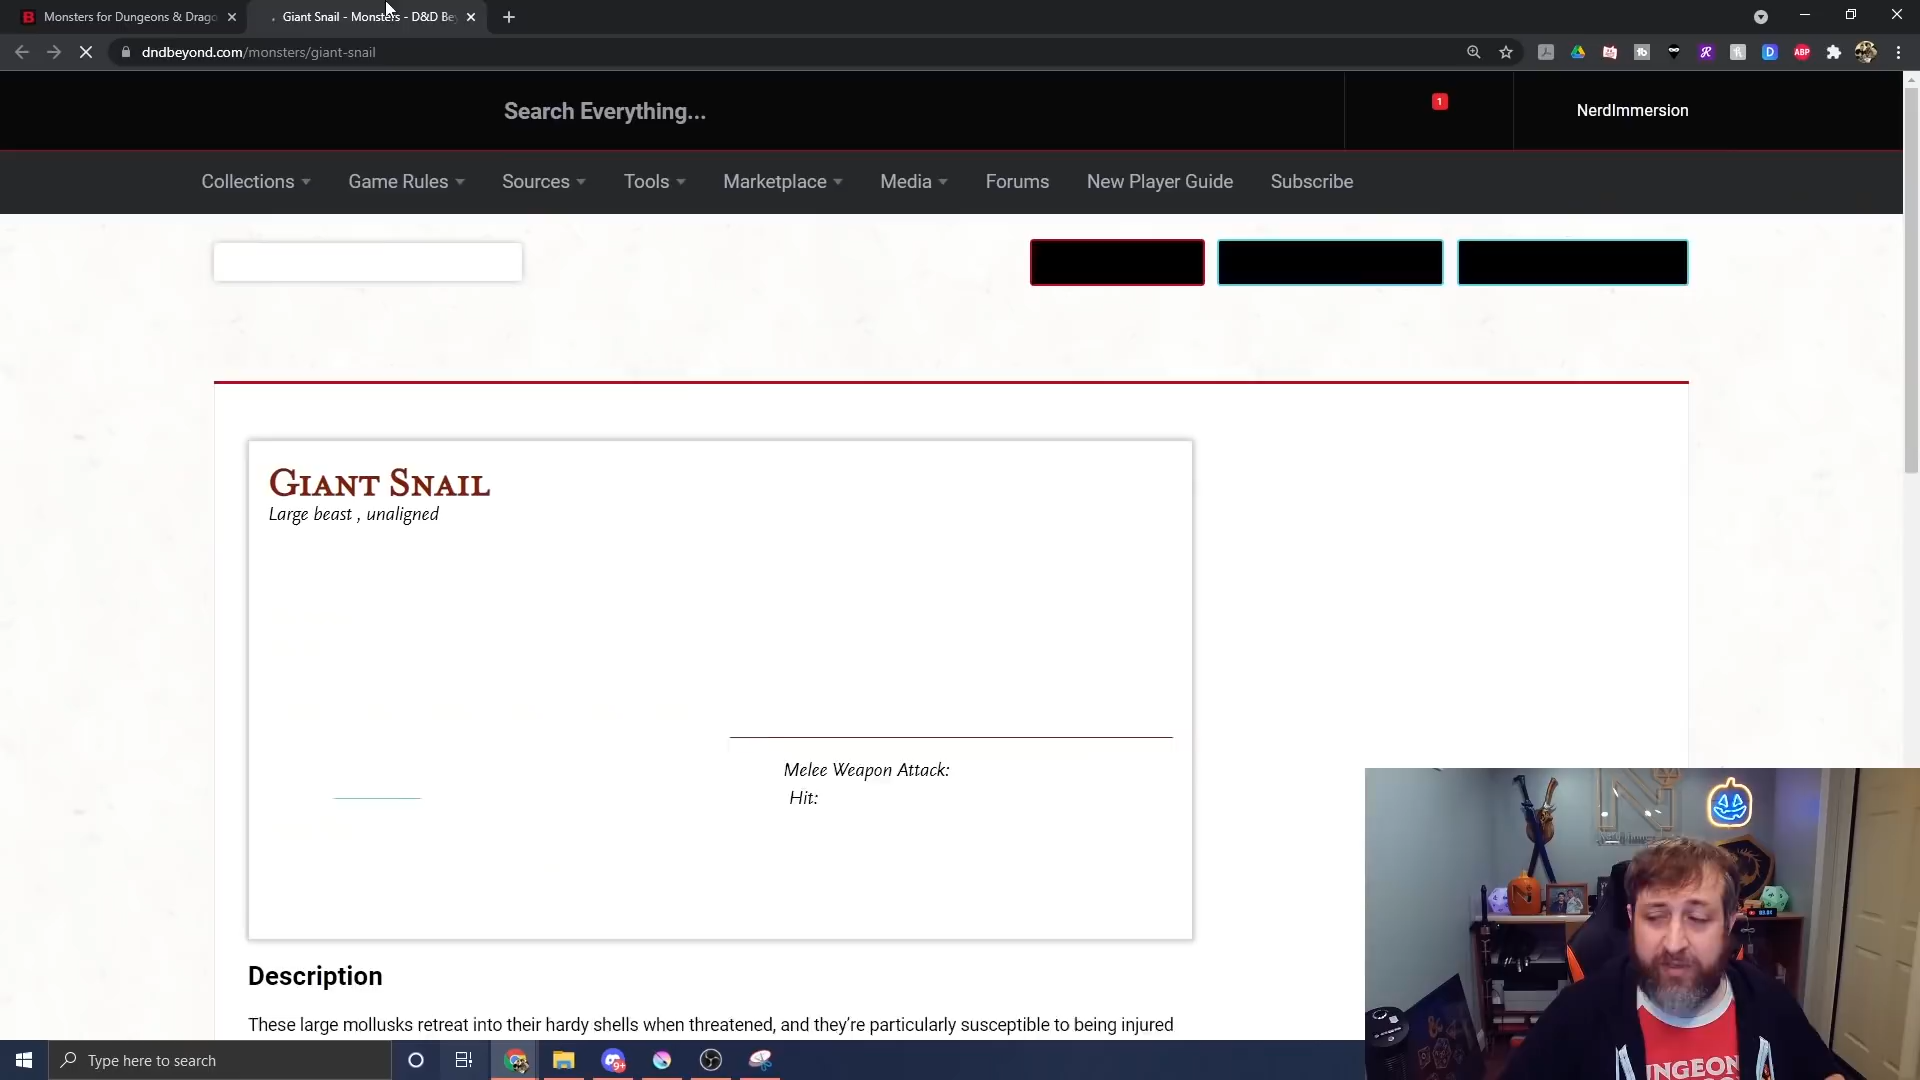 Monsters for Dungeons & Drago
Giant Snail - Monsters - D&D Be
dndbeyond.com/monsters/giant-snail
ABP
Search Everything...
1
NerdImmersion
Collections
Game Rules
Sources
Tools
Marketplace
Media
Forums
New Player Guide
Subscribe
GIANT SNAIL
Large beast , unaligned
Melee Weapon Attack:
Hit:
Description
These large mollusks retreat into their hardy shells when threatened, and they're particularly susceptible to being injured
Type here to search
9+